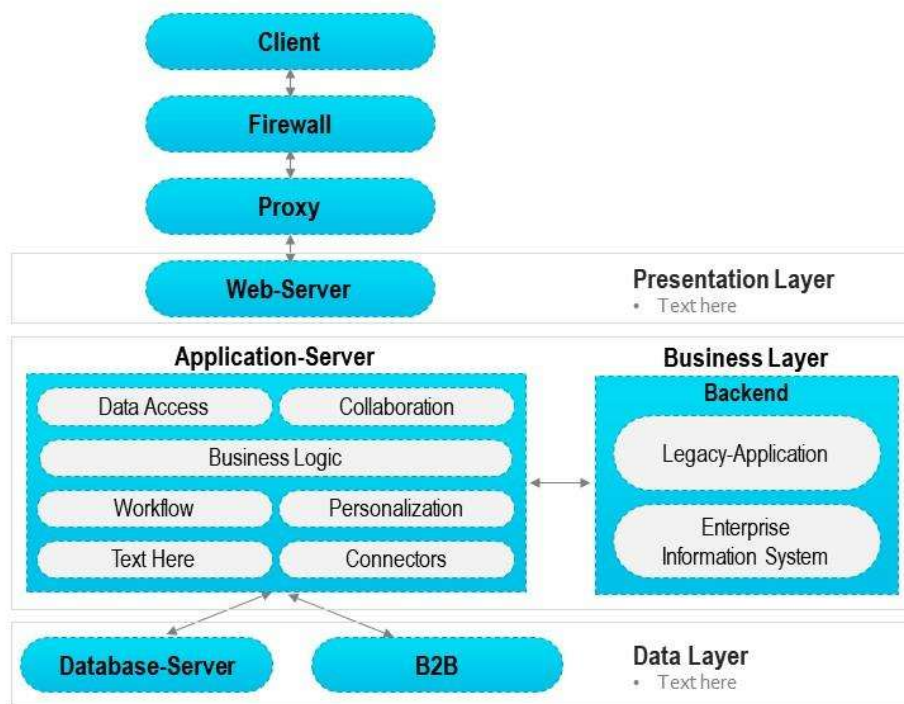 Client
Firewall
Proxy
Web-Server
Presentation Layer
• Text here
Application-Server
Business Layer
Data Access
Collaboration
Business Logic
Workflow
Personalization
Text Here
Connectors
Backend
Legacy-Application
Enterprise
Information System
Database-Server
B2B
Data Layer
• Text here